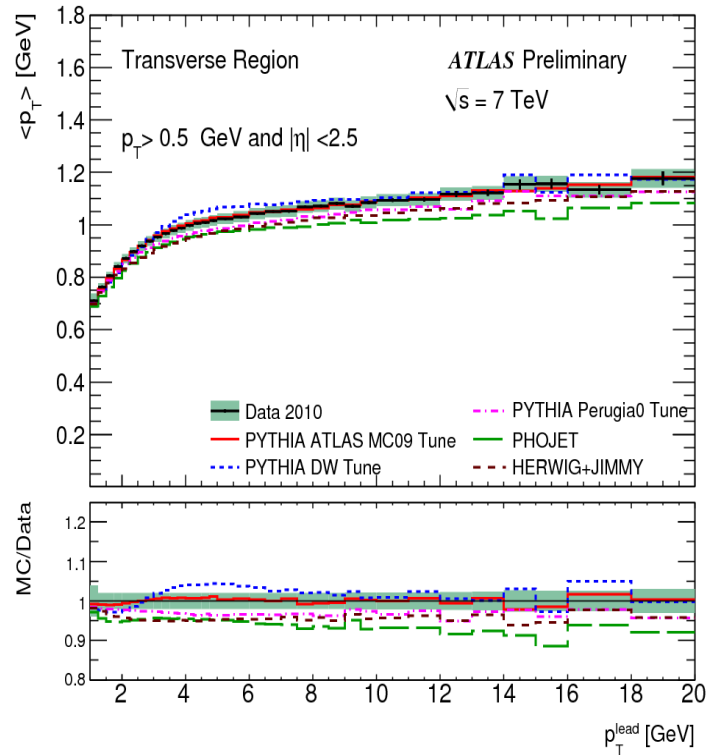 <p_T> [GeV]
1.8
1.6
1.4
1.2
1
0.8
0.6
0.4
0.2
Transverse Region
ATLAS Preliminary
√s = 7 TeV
p_T> 0.5 GeV and |η| <2.5
Data 2010
PYTHIA ATLAS MC09 Tune
PYTHIA DW Tune
PYTHIA Perugia0 Tune
PHOJET
HERWIG+JIMMY
MC/Data
1.2
1.1
1
0.9
0.8
2 4 6 8 10 12 14 16 18 20
p_T^lead [GeV]